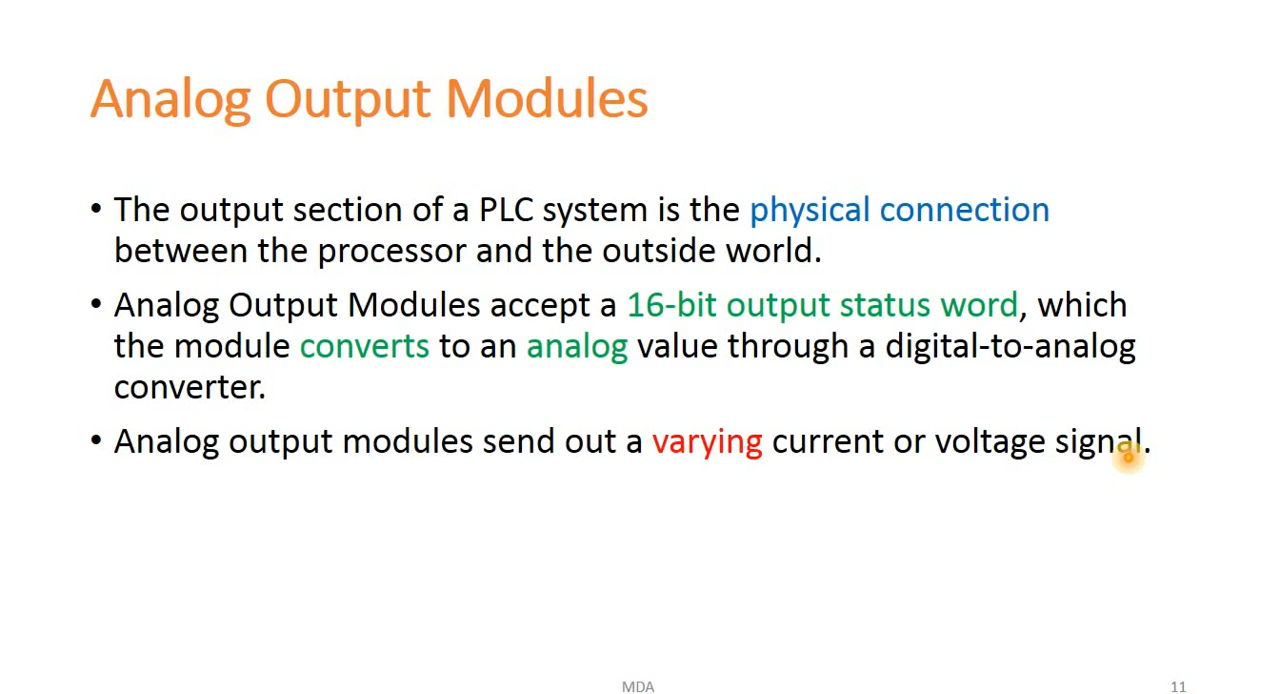 Analog Output Modules
• The output section of a PLC system is the physical connection
between the processor and the outside world.
• Analog Output Modules accept a 16-bit output status word, which
the module converts to an analog value through a digital-to-analog
converter.
• Analog output modules send out a varying current or voltage signal.
MDA
11